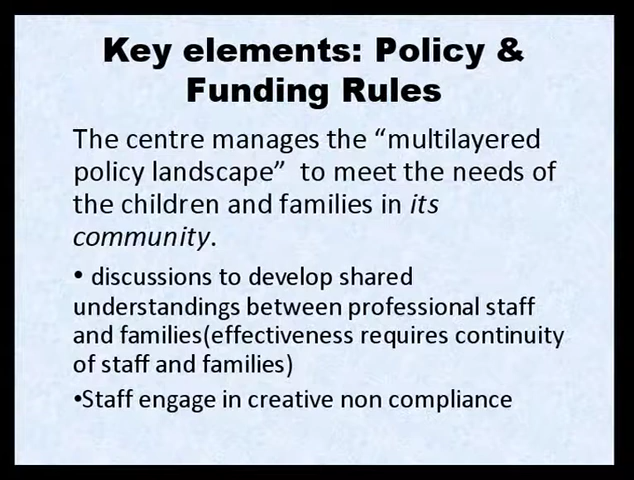 Key elements: Policy &
Funding Rules
The centre manages the “multilayered
policy landscape”  to meet the needs of
the children and families in its
community.
• discussions to develop shared
understandings between professional staff
and families(effectiveness requires continuity
of staff and families)
•Staff engage in creative non compliance